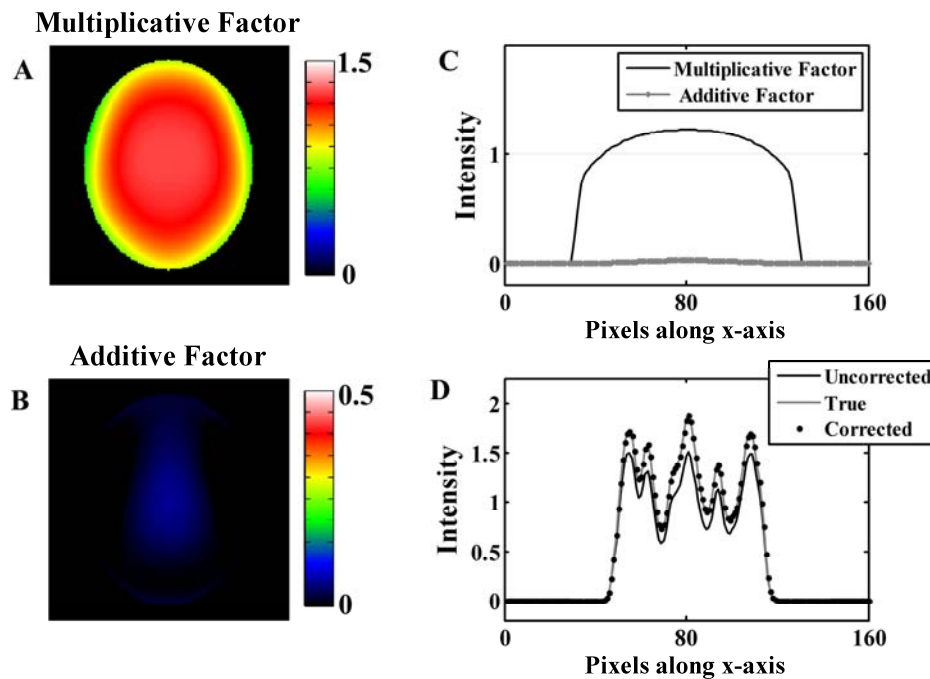 Multiplicative Factor
A
1.5
0
Additive Factor
B
0.5
0
C
Multiplicative Factor
Additive Factor
Intensity
1
0
0 80 160
Pixels along x-axis
D
Uncorrected
True
Corrected
Intensity
2
1.5
1
0.5
0
0 80 160
Pixels along x-axis